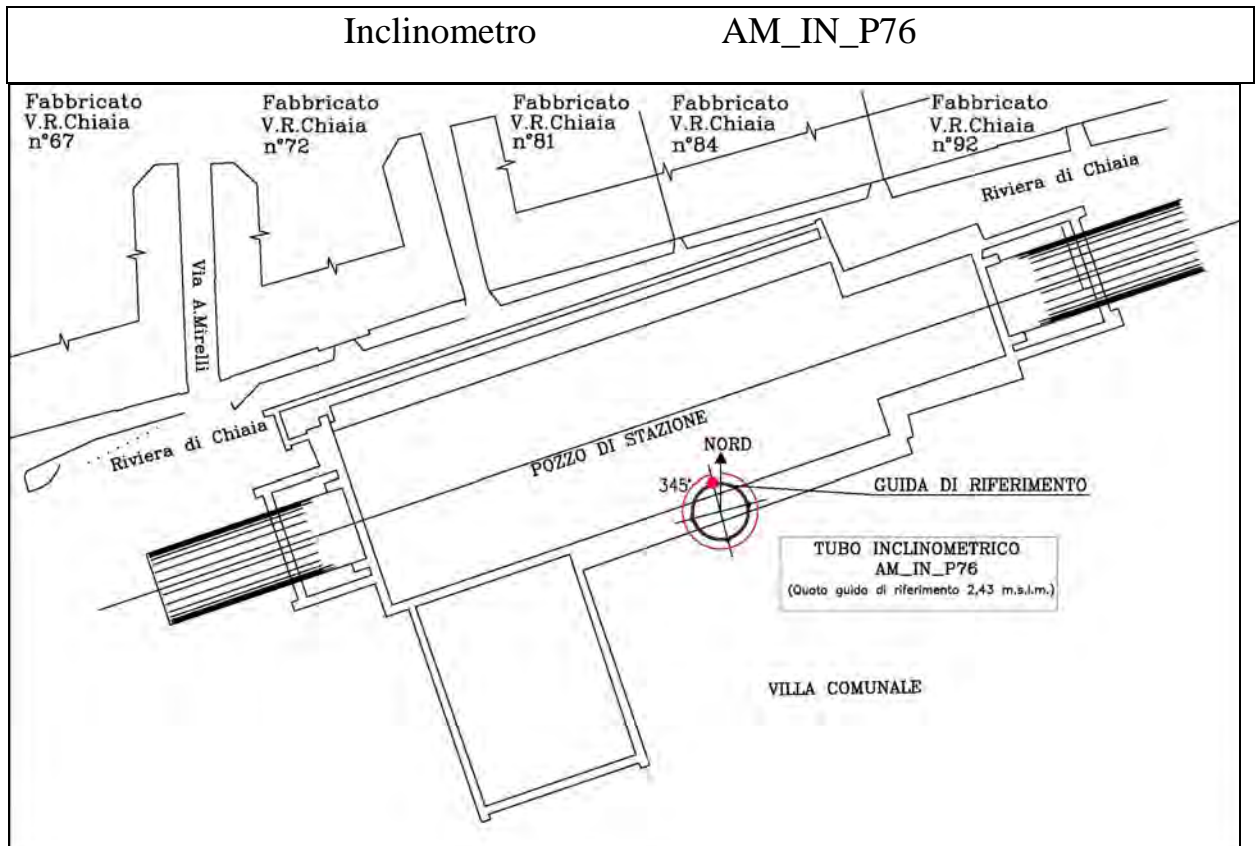 Inclinometro AM_IN_P76
Fabbricato
V.R.Chiaia
n°67
Fabbricato
V.R.Chiaia
n°72
Fabbricato
V.R.Chiaia
n°81
Fabbricato
V.R.Chiaia
n°84
Fabbricato
V.R.Chiaia
n°92
Riviera di Chiaia
Via A.Mirelli
Riviera di Chiaia
POZZO DI STAZIONE
NORD
345°
GUIDA DI RIFERIMENTO
TUBO INCLINOMETRICO
AM_IN_P76
(Quota guida di riferimento 2,43 m.s.l.m.)
VILLA COMUNALE